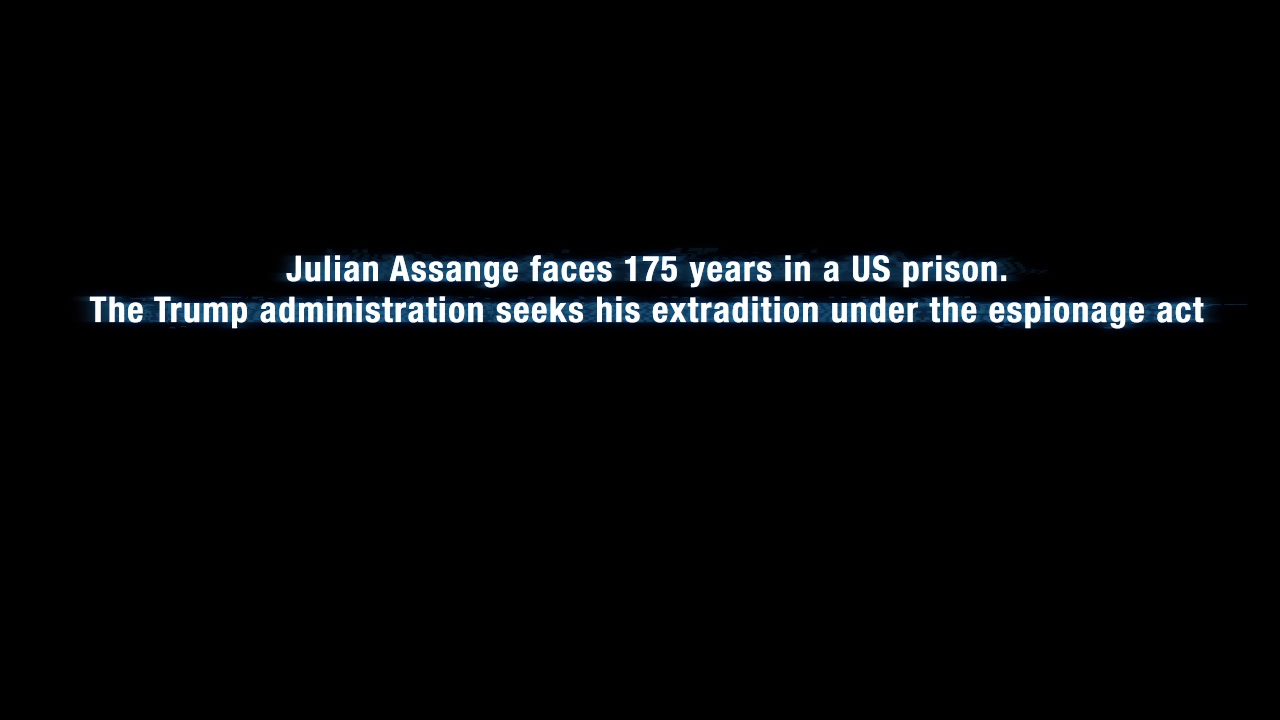 Julian Assange faces 175 years in a US prison.
The Trump administration seeks his extradition under the espionage act